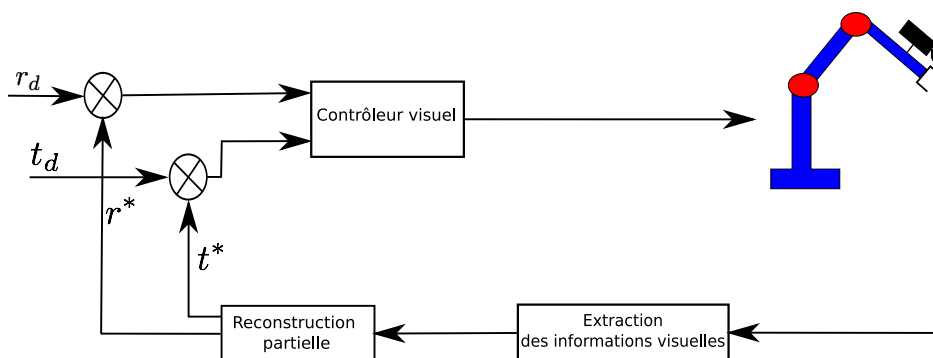 r_d
Contrôleur visuel
t_d
r*
t*
Reconstruction
partielle
Extraction
des informations visuelles